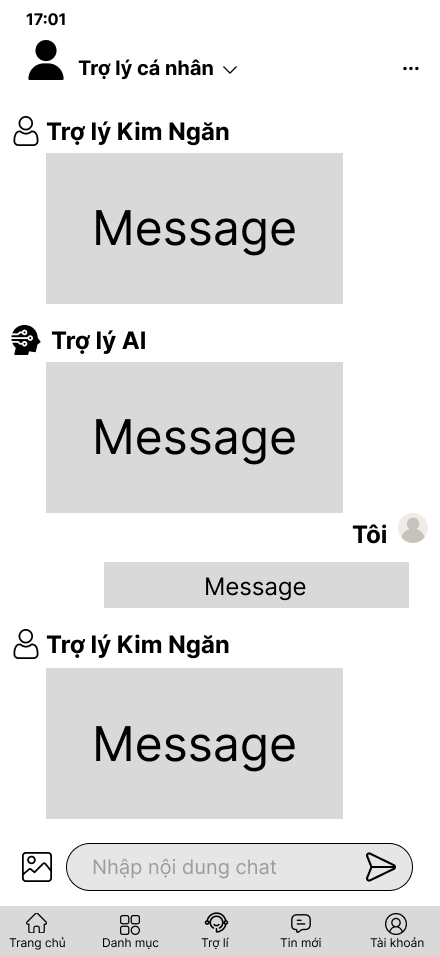 17:01
Trợ lý cá nhân
Trợ lý Kim Ngăn
Message
Trợ lý AI
Message
Tôi
Message
Trợ lý Kim Ngăn
Message
Nhập nội dung chat
Trang chủ Danh mục Trợ lí Tin mới Tài khoản